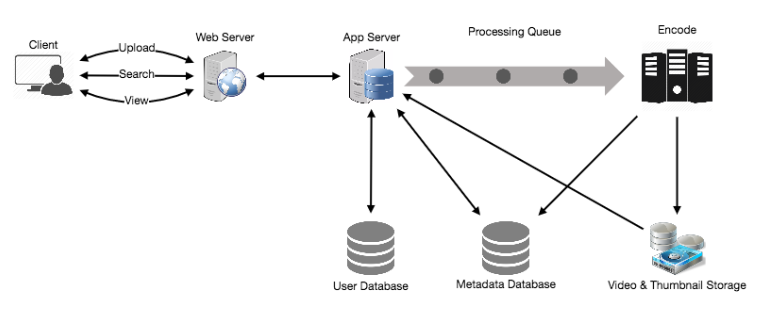 Client
Upload
Search
View
Web Server
App Server
Processing Queue
Encode
User Database
Metadata Database
Video & Thumbnail Storage